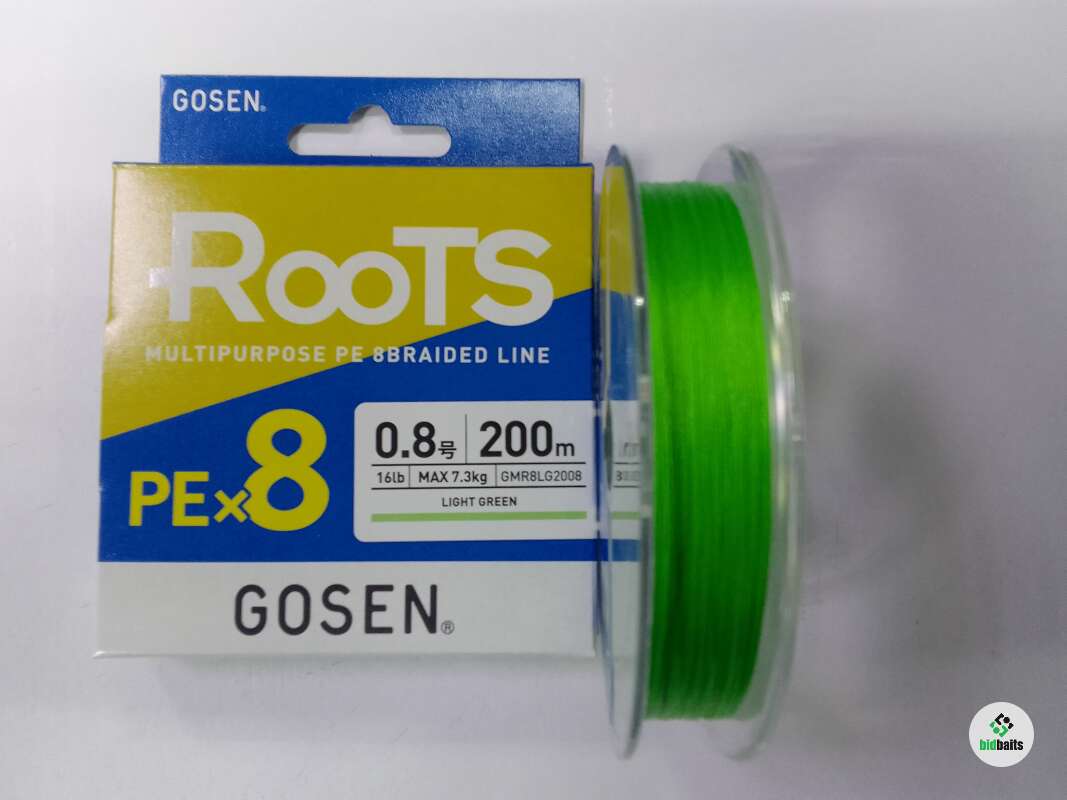 GOSEN®
ROOTS
MULTIPURPOSE PE 8BRAIDED LINE
PE×8
0.8号 200m
16lb MAX 7.3kg GMR8LG2008
LIGHT GREEN
GOSEN®
bidbaits